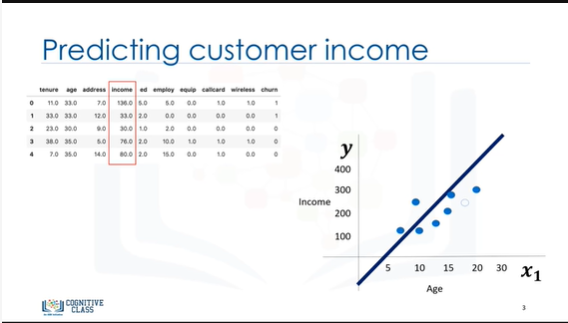 Predicting customer income
tenure age address income ed employ equip callcard wireless churn
0 11.0 33.0 7.0 136.0 5.0 5.0 0.0 1.0 1.0 1
1 33.0 33.0 12.0 33.0 2.0 0.0 0.0 0.0 0.0 1
2 23.0 30.0 9.0 30.0 1.0 2.0 0.0 0.0 0.0 0
3 38.0 35.0 5.0 76.0 2.0 10.0 1.0 1.0 1.0 0
4 7.0 35.0 14.0 80.0 2.0 15.0 0.0 1.0 0.0 0
y
400
300
Income
200
100
5 10 15 20 30 x1
Age
COGNITIVE
CLASS
3